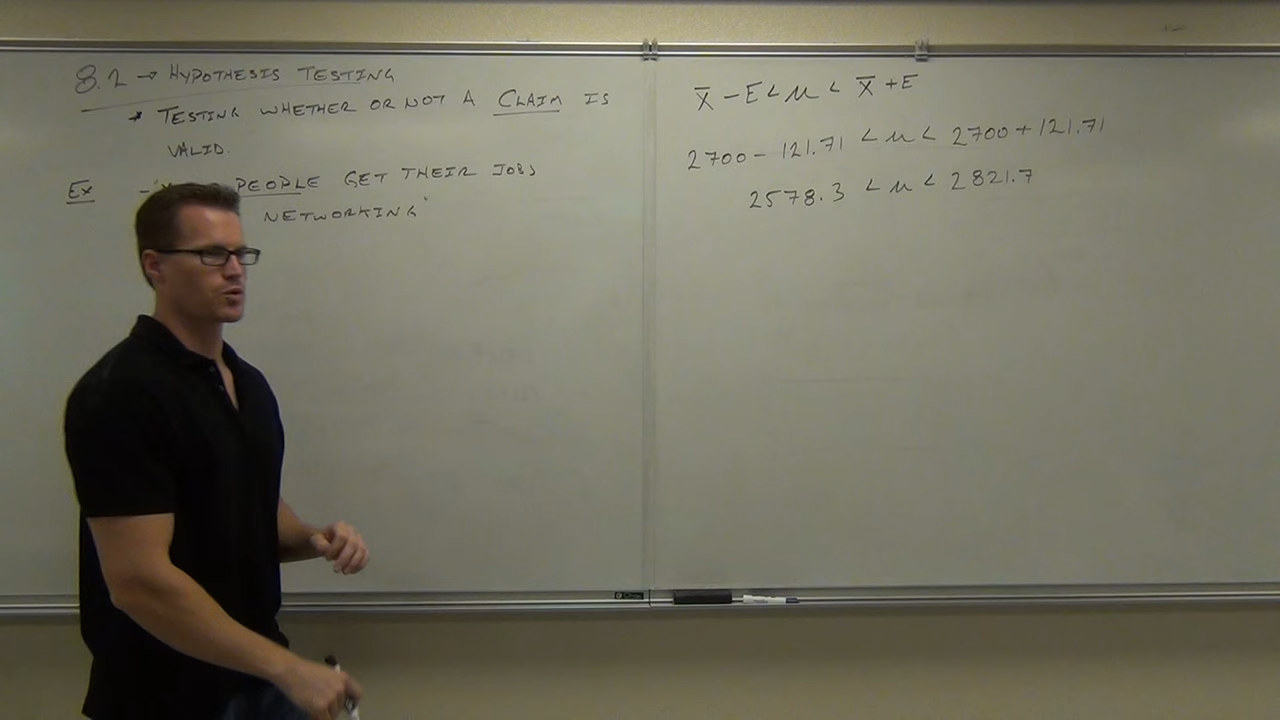 8.2 → HYPOTHESIS TESTING
* TESTING WHETHER OR NOT A CLAIM IS
VALID.
Ex PEOPLE GET THEIR JOBS
NETWORKING"
x̄ - E < μ < x̄ + E
2700 - 121.71 < μ < 2700 + 121.71
2578.3 < μ < 2821.7